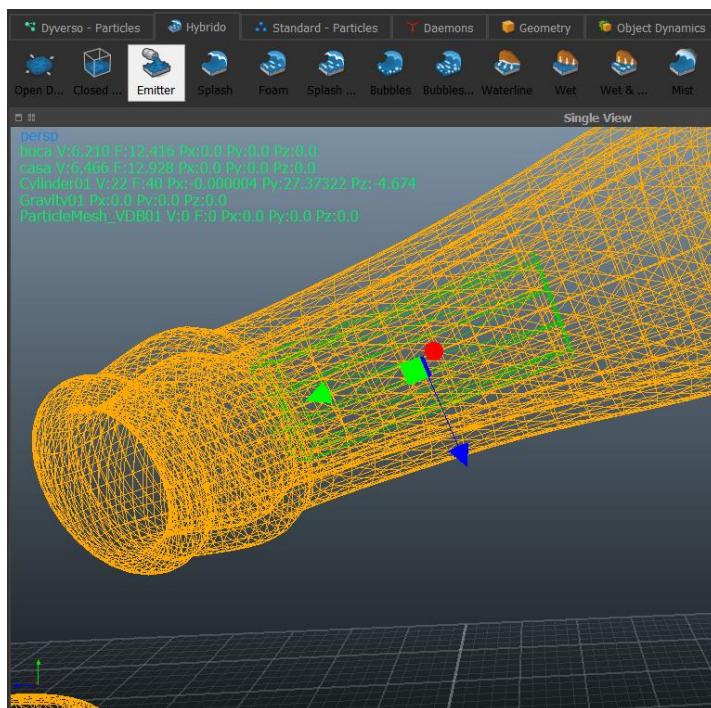 Dyverso - Particles Hybrido Standard - Particles Daemons Geometry Object Dynamics
Open D... Closed ... Emitter Splash Foam Splash ... Bubbles Bubbles... Waterline Wet Wet & ... Mist
Single View
persp
boca V:6,210 F:12,416 Px:0.0 Py:0.0 Pz:0.0
casa V:6,466 F:12,928 Px:0.0 Py:0.0 Pz:0.0
Cylinder01 V:22 F:40 Px:-0.000004 Py:27.37322 Pz:-4.674
Gravity01 Px:0.0 Py:0.0 Pz:0.0
ParticleMesh_VDB01 V:0 F:0 Px:0.0 Py:0.0 Pz:0.0